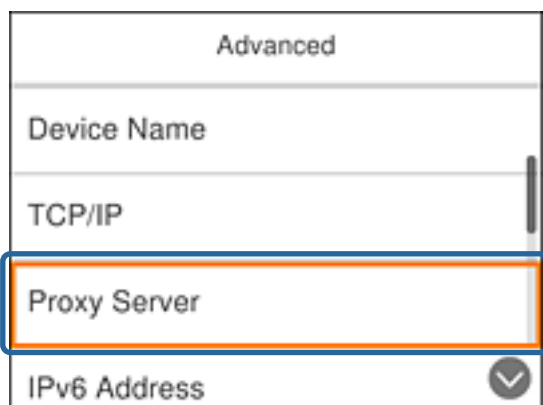 Advanced
Device Name
TCP/IP
Proxy Server
IPv6 Address